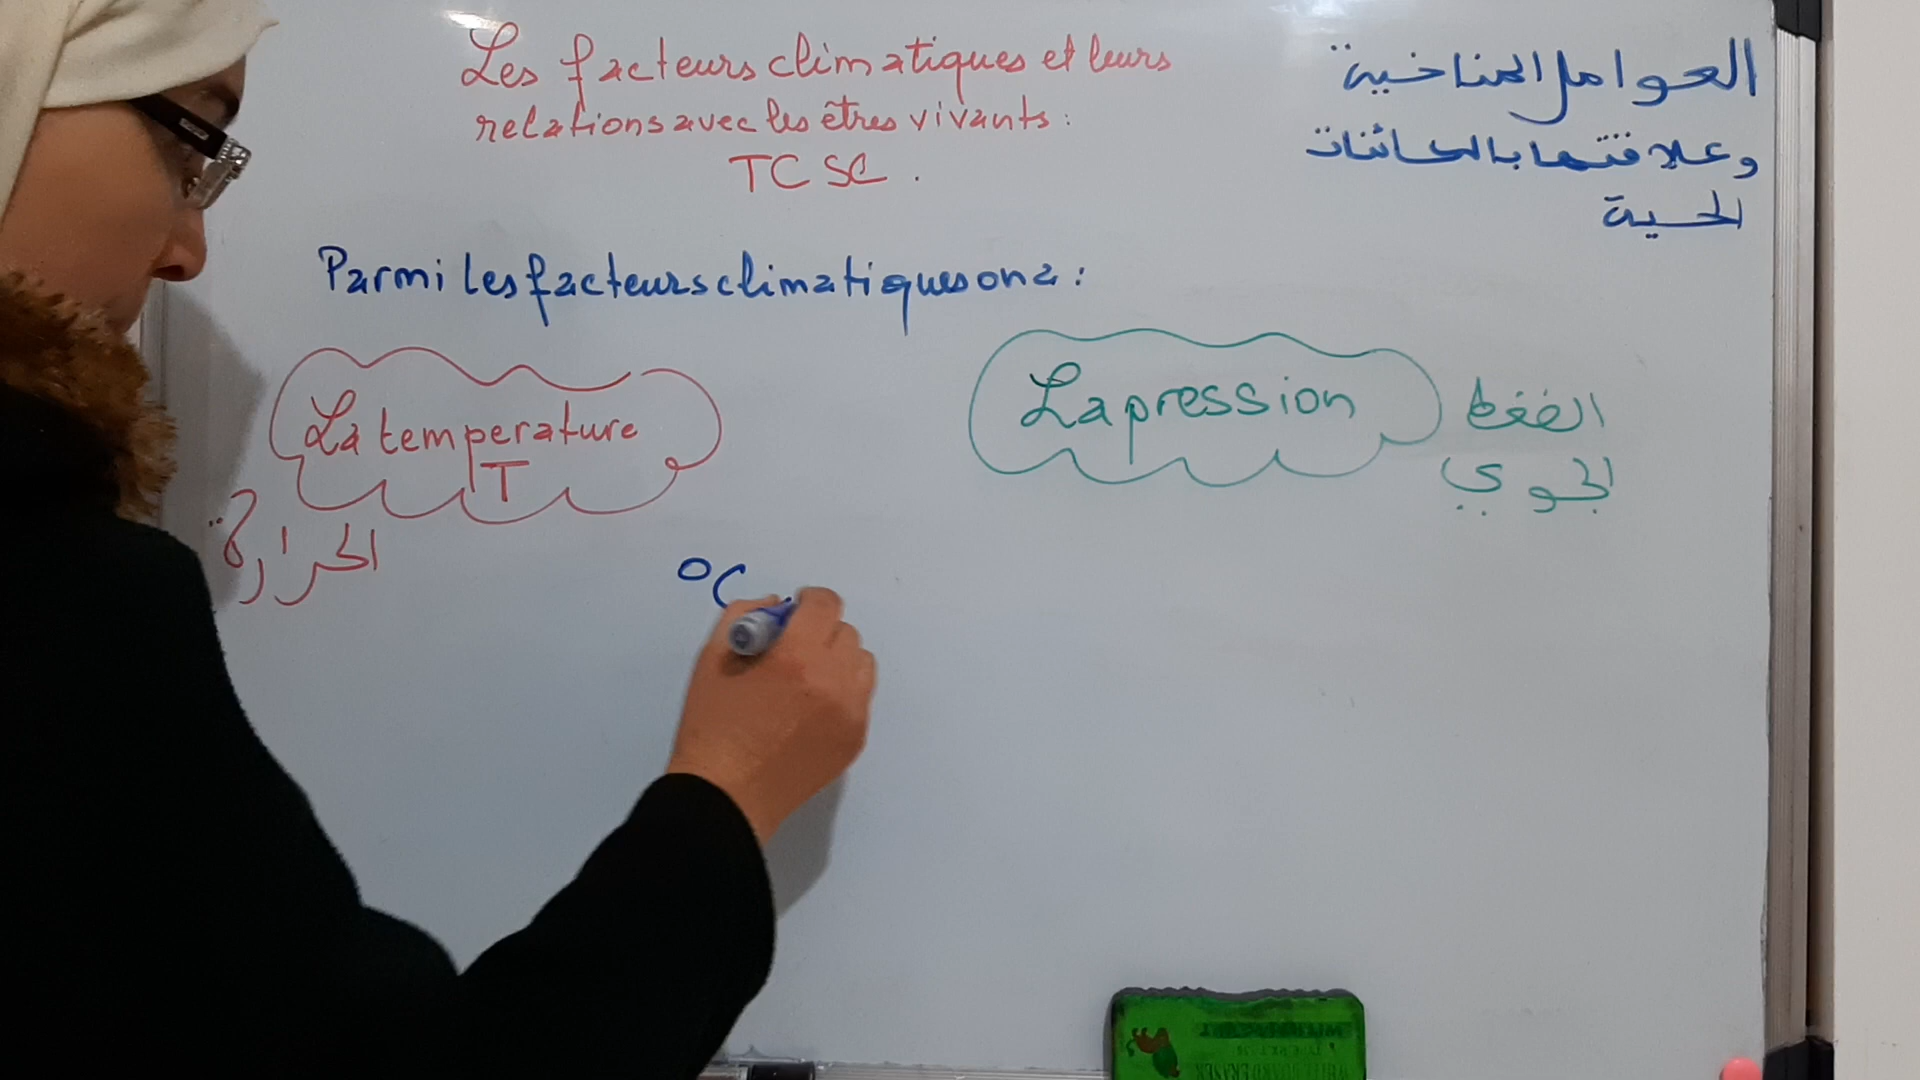 Les facteurs climatiques et leurs
relations avec les êtres vivants :
TC SC .
العوامل المناخية
وعلاقتها بالكائنات
الحية
Parmi les facteurs climatiques on a :
La temperature
T
الحرارة
La pression
الضغط
الجوي
°C